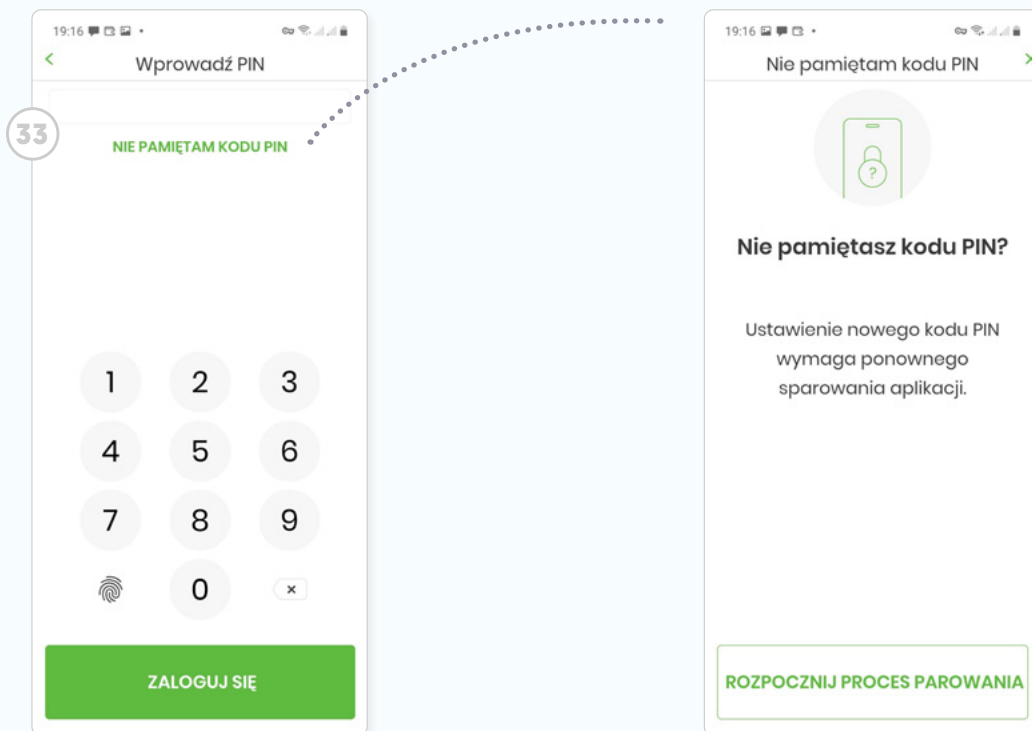 19:16
Wprowadź PIN
33
NIE PAMIĘTAM KODU PIN
1 2 3
4 5 6
7 8 9
0
ZALOGUJ SIĘ
19:16
Nie pamiętam kodu PIN
?
Nie pamiętasz kodu PIN?
Ustawienie nowego kodu PIN
wymaga ponownego
sparowania aplikacji.
ROZPOCZNIJ PROCES PAROWANIA